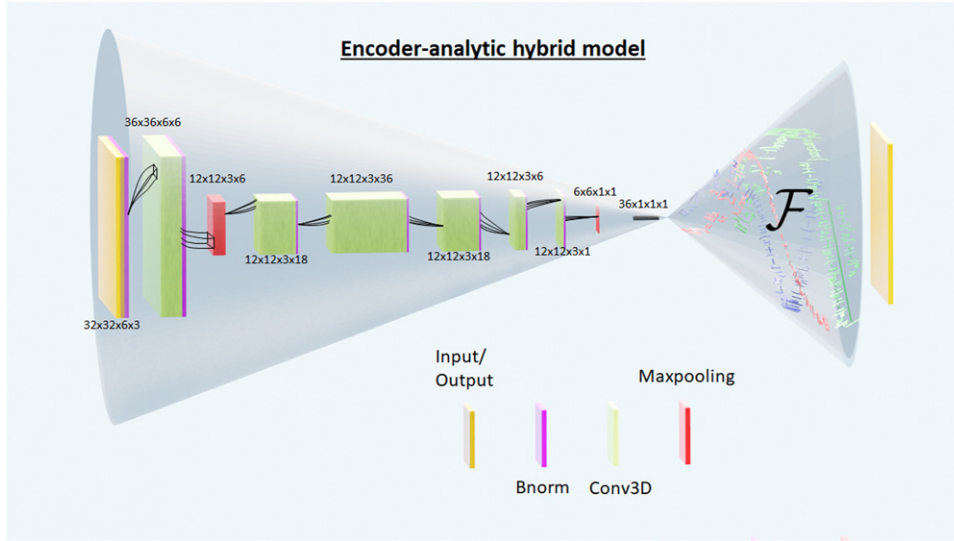 Encoder-analytic hybrid model
36x36x6x6
12x12x3x6
12x12x3x36
12x12x3x6
6x6x1x1
36x1x1x1
12x12x3x18
12x12x3x18
12x12x3x1
32x32x6x3
ℱ
Input/
Output
Maxpooling
Bnorm
Conv3D